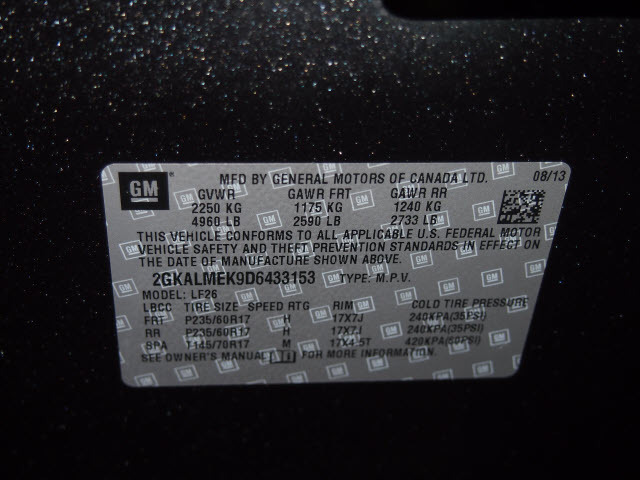 GM
MFD BY GENERAL MOTORS OF CANADA LTD. 08/13
GVWR GAWR FRT GAWR RR
2250 KG 1175 KG 1240 KG
4960 LB 2590 LB 2733 LB
THIS VEHICLE CONFORMS TO ALL APPLICABLE U.S. FEDERAL MOTOR
VEHICLE SAFETY AND THEFT PREVENTION STANDARDS IN EFFECT ON
THE DATE OF MANUFACTURE SHOWN ABOVE.
2GKALMEK9D6433153 TYPE: M.P.V.
MODEL: LF26
LBCC TIRE SIZE SPEED RTG RIM COLD TIRE PRESSURE
FRT P235/60R17 H 17X7J 240KPA(35PSI)
RR P235/60R17 H 17X7J 240KPA(35PSI)
SPA T145/70R17 M 17X4.5T 420KPA(60PSI)
SEE OWNER'S MANUAL FOR MORE INFORMATION.